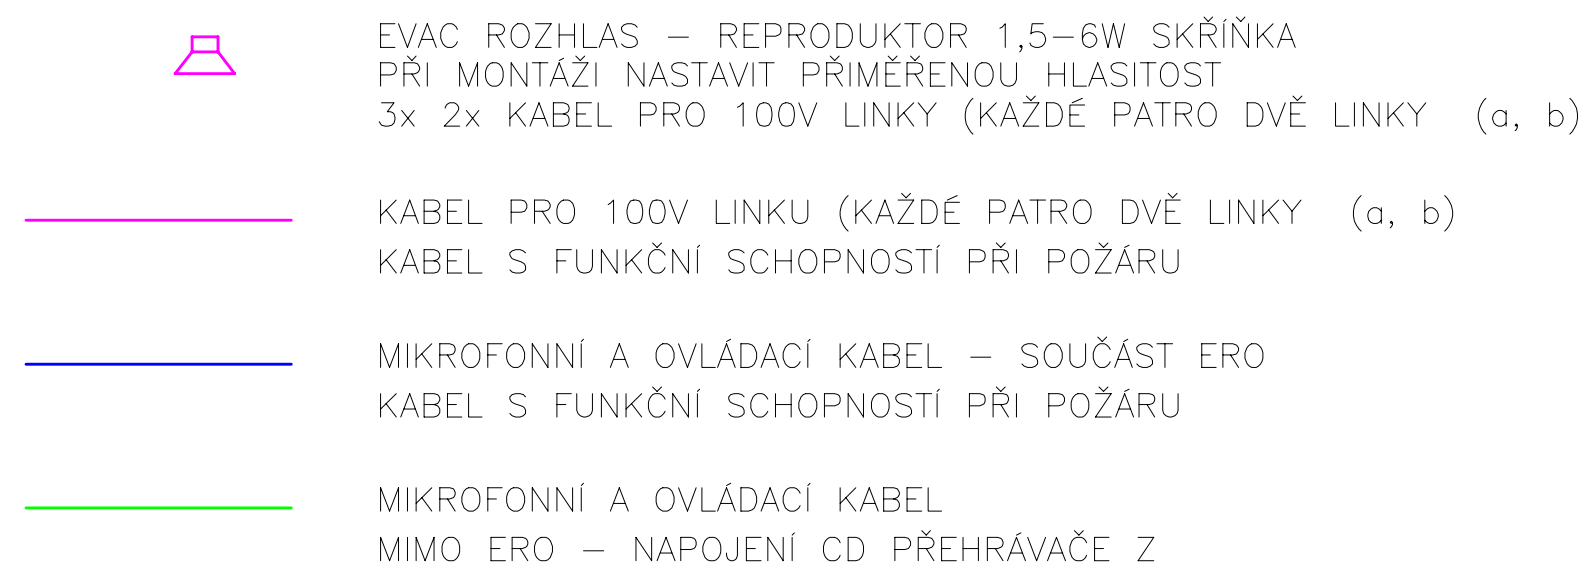 EVAC ROZHLAS – REPRODUKTOR 1,5–6W SKŘÍŇKA
PŘI MONTÁŽI NASTAVIT PŘIMĚŘENOU HLASITOST
3x 2x KABEL PRO 100V LINKY (KAŽDÉ PATRO DVĚ LINKY (a, b)
KABEL PRO 100V LINKU (KAŽDÉ PATRO DVĚ LINKY (a, b)
KABEL S FUNKČNÍ SCHOPNOSTÍ PŘI POŽÁRU
MIKROFONNÍ A OVLÁDACÍ KABEL – SOUČÁST ERO
KABEL S FUNKČNÍ SCHOPNOSTÍ PŘI POŽÁRU
MIKROFONNÍ A OVLÁDACÍ KABEL
MIMO ERO – NAPOJENÍ CD PŘEHRÁVAČE Z